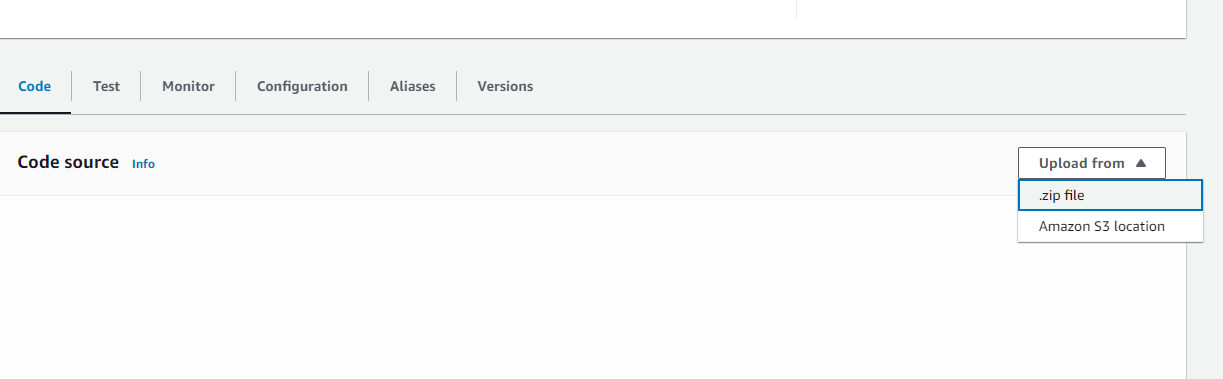 Code Test Monitor Configuration Aliases Versions
Code source Info Upload from
.zip file
Amazon S3 location